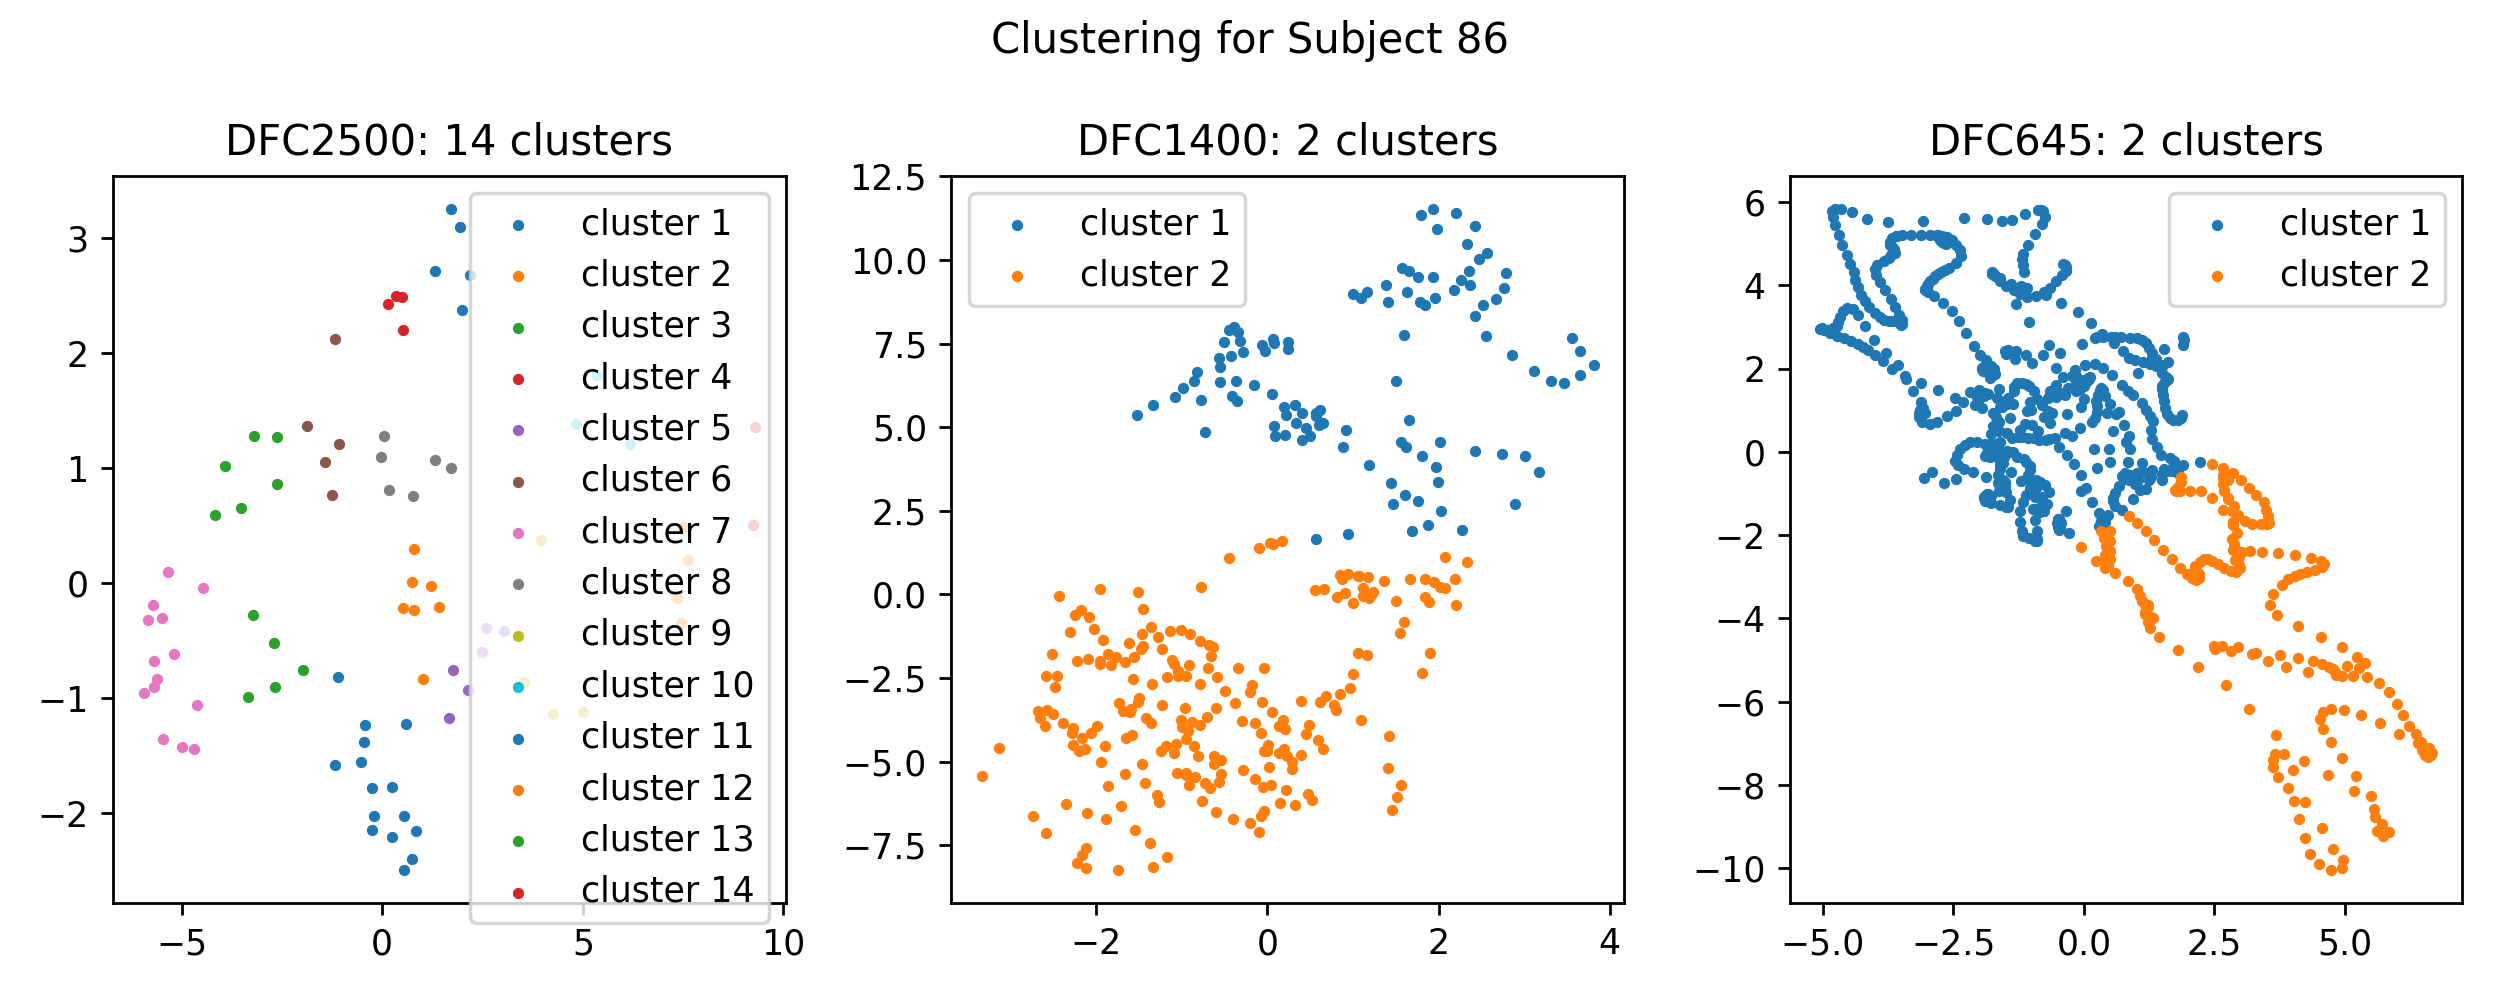 Clustering for Subject 86
DFC2500: 14 clusters
3
2
1
0
−1
−2
−5
0
5
10
cluster 1
cluster 2
cluster 3
cluster 4
cluster 5
cluster 6
cluster 7
cluster 8
cluster 9
cluster 10
cluster 11
cluster 12
cluster 13
cluster 14
DFC1400: 2 clusters
12.5
10.0
7.5
5.0
2.5
0.0
−2.5
−5.0
−7.5
−2
0
2
4
cluster 1
cluster 2
DFC645: 2 clusters
6
4
2
0
−2
−4
−6
−8
−10
−5.0
−2.5
0.0
2.5
5.0
cluster 1
cluster 2